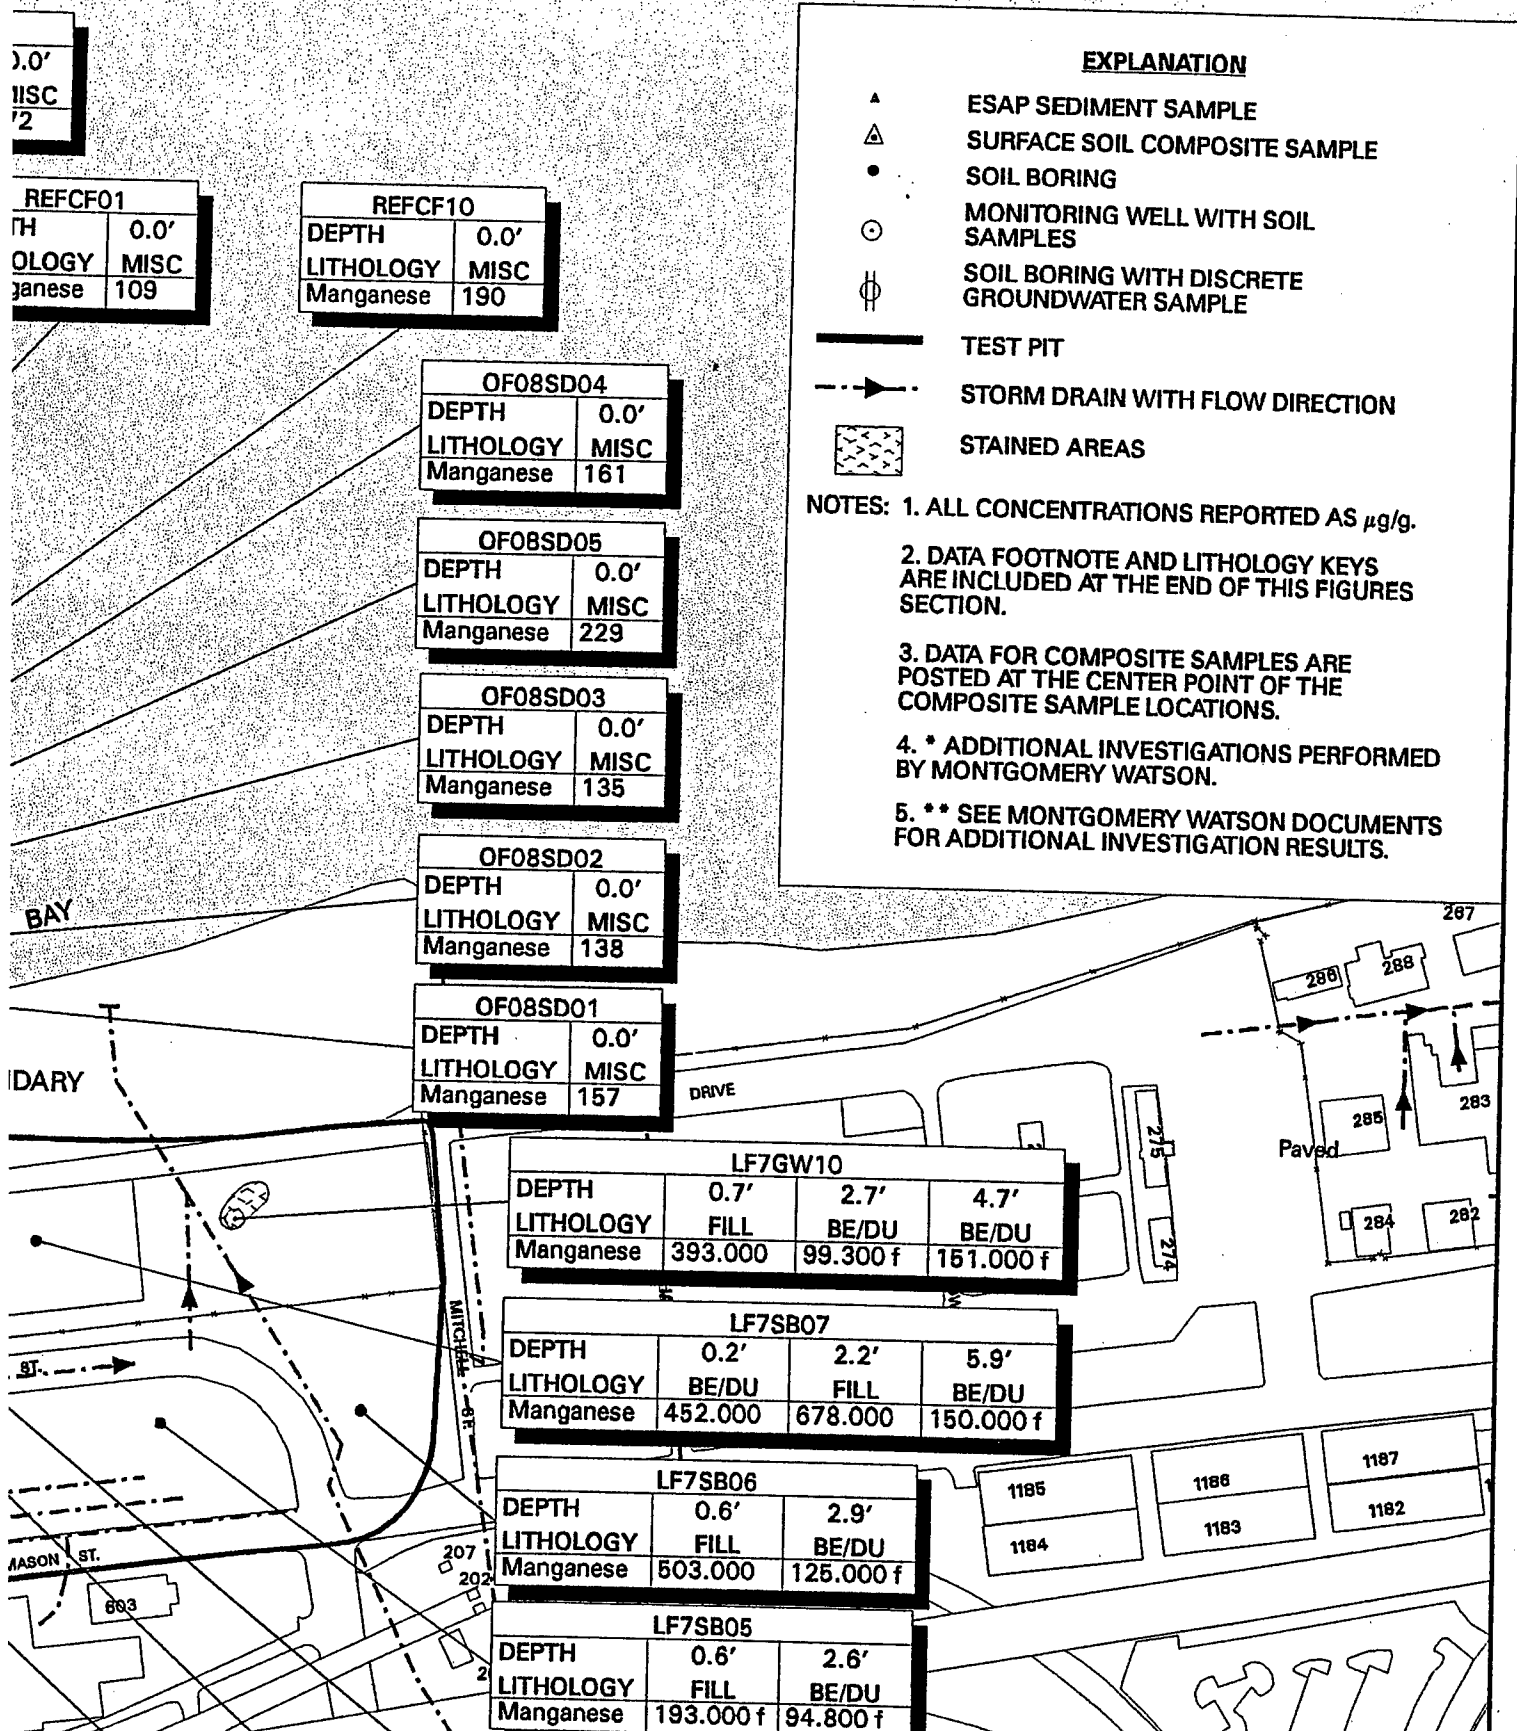 0.0′
MISC
72
REFCF01
TH 0.0′
OLOGY MISC
ganese 109
REFCF10
DEPTH 0.0′
LITHOLOGY MISC
Manganese 190
OF08SD04
DEPTH 0.0′
LITHOLOGY MISC
Manganese 161
OF08SD05
DEPTH 0.0′
LITHOLOGY MISC
Manganese 229
OF08SD03
DEPTH 0.0′
LITHOLOGY MISC
Manganese 135
OF08SD02
DEPTH 0.0′
LITHOLOGY MISC
Manganese 138
OF08SD01
DEPTH 0.0′
LITHOLOGY MISC
Manganese 157
EXPLANATION
ESAP SEDIMENT SAMPLE
SURFACE SOIL COMPOSITE SAMPLE
SOIL BORING
MONITORING WELL WITH SOIL
SAMPLES
SOIL BORING WITH DISCRETE
GROUNDWATER SAMPLE
TEST PIT
STORM DRAIN WITH FLOW DIRECTION
STAINED AREAS
NOTES: 1. ALL CONCENTRATIONS REPORTED AS µg/g.
2. DATA FOOTNOTE AND LITHOLOGY KEYS
ARE INCLUDED AT THE END OF THIS FIGURES
SECTION.
3. DATA FOR COMPOSITE SAMPLES ARE
POSTED AT THE CENTER POINT OF THE
COMPOSITE SAMPLE LOCATIONS.
4. * ADDITIONAL INVESTIGATIONS PERFORMED
BY MONTGOMERY WATSON.
5. ** SEE MONTGOMERY WATSON DOCUMENTS
FOR ADDITIONAL INVESTIGATION RESULTS.
BAY
DARY
DRIVE
287
286
288
285
283
Paved
284
282
275
274
LF7GW10
DEPTH 0.7′ 2.7′ 4.7′
LITHOLOGY FILL BE/DU BE/DU
Manganese 393.000 99.300 f 151.000 f
MITCHELL ST.
ST.
LF7SB07
DEPTH 0.2′ 2.2′ 5.9′
LITHOLOGY BE/DU FILL BE/DU
Manganese 452.000 678.000 150.000 f
LF7SB06
DEPTH 0.6′ 2.9′
LITHOLOGY FILL BE/DU
Manganese 503.000 125.000 f
1185
1186
1187
1184
1183
1182
MASON ST.
603
207
202
LF7SB05
DEPTH 0.6′ 2.6′
LITHOLOGY FILL BE/DU
Manganese 193.000 f 94.800 f